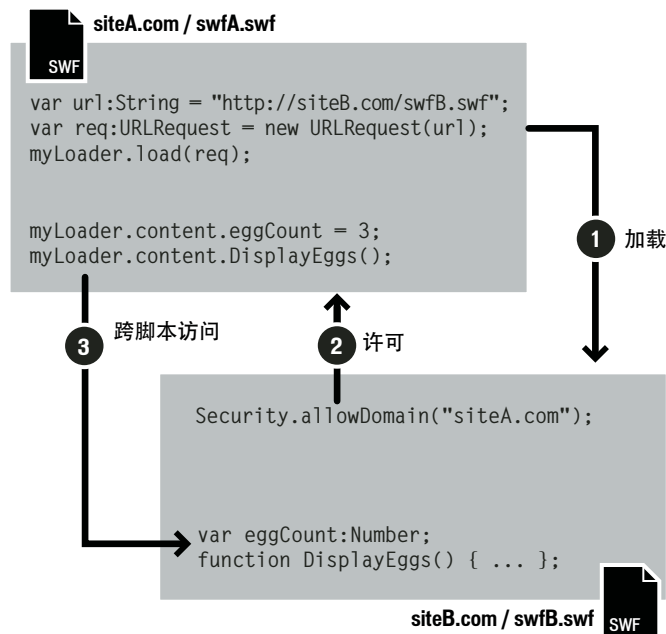 siteA.com / swfA.swf
SWF
var url:String = "http://siteB.com/swfB.swf";
var req:URLRequest = new URLRequest(url);
myLoader.load(req);
myLoader.content.eggCount = 3;
myLoader.content.DisplayEggs();
1 加载
3 跨脚本访问
2 许可
Security.allowDomain("siteA.com");
var eggCount:Number;
function DisplayEggs() { ... };
siteB.com / swfB.swf
SWF